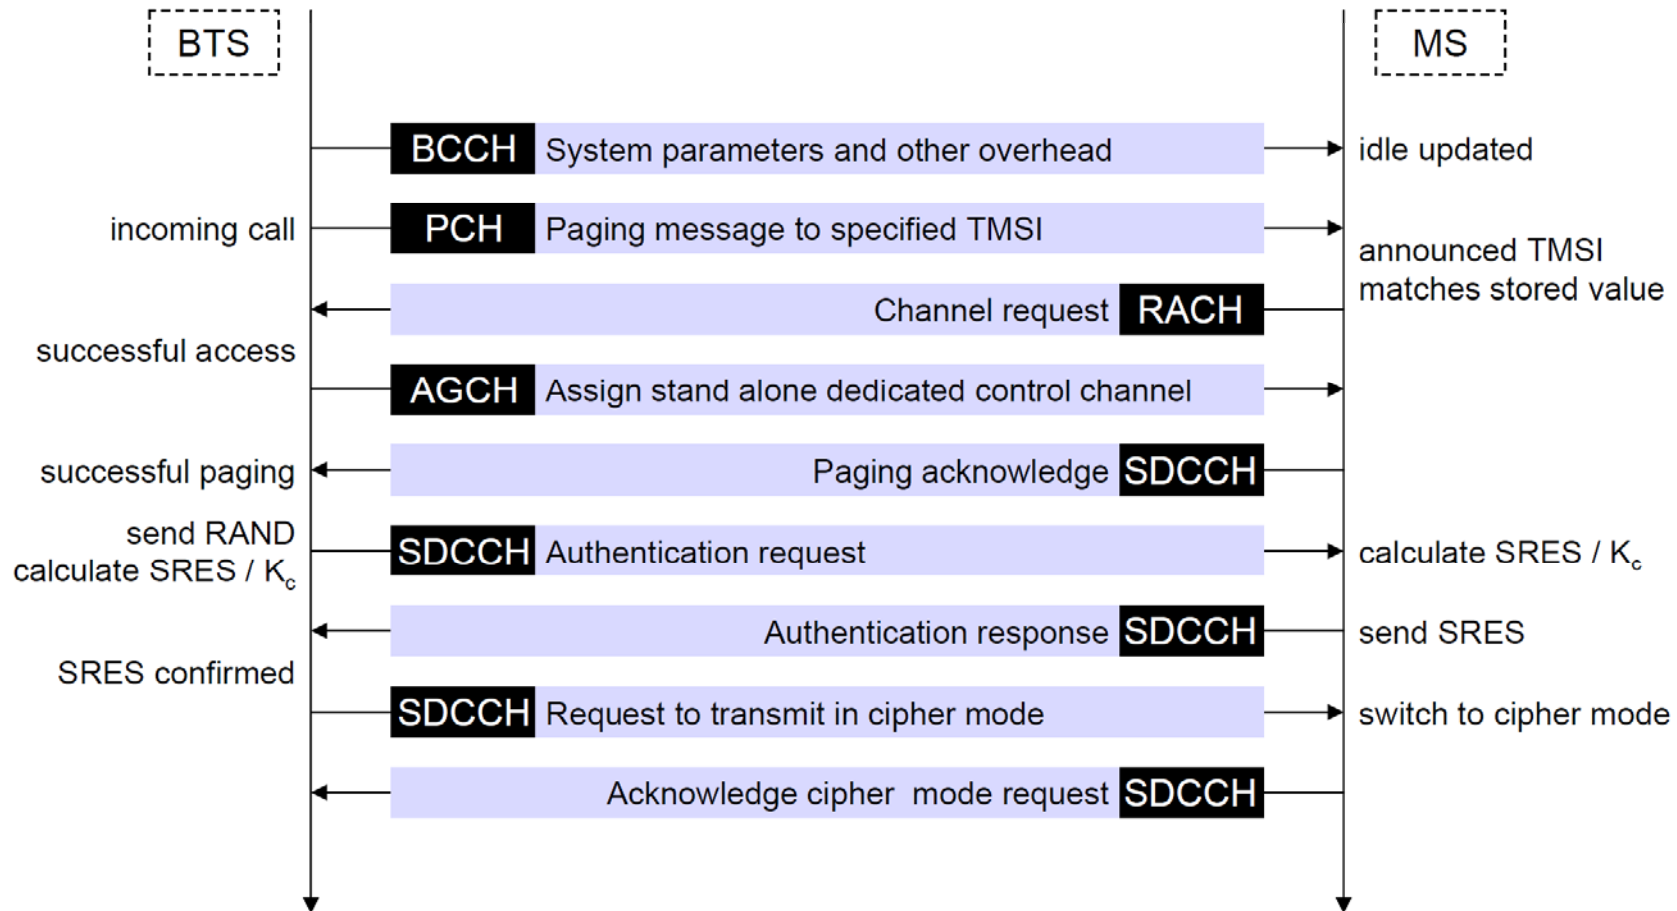 BTS
MS
BCCH System parameters and other overhead
idle updated
incoming call
PCH Paging message to specified TMSI
announced TMSI
matches stored value
Channel request RACH
successful access
AGCH Assign stand alone dedicated control channel
successful paging
Paging acknowledge SDCCH
send RAND
calculate SRES / Kc
SDCCH Authentication request
calculate SRES / Kc
Authentication response SDCCH
send SRES
SRES confirmed
SDCCH Request to transmit in cipher mode
switch to cipher mode
Acknowledge cipher mode request SDCCH